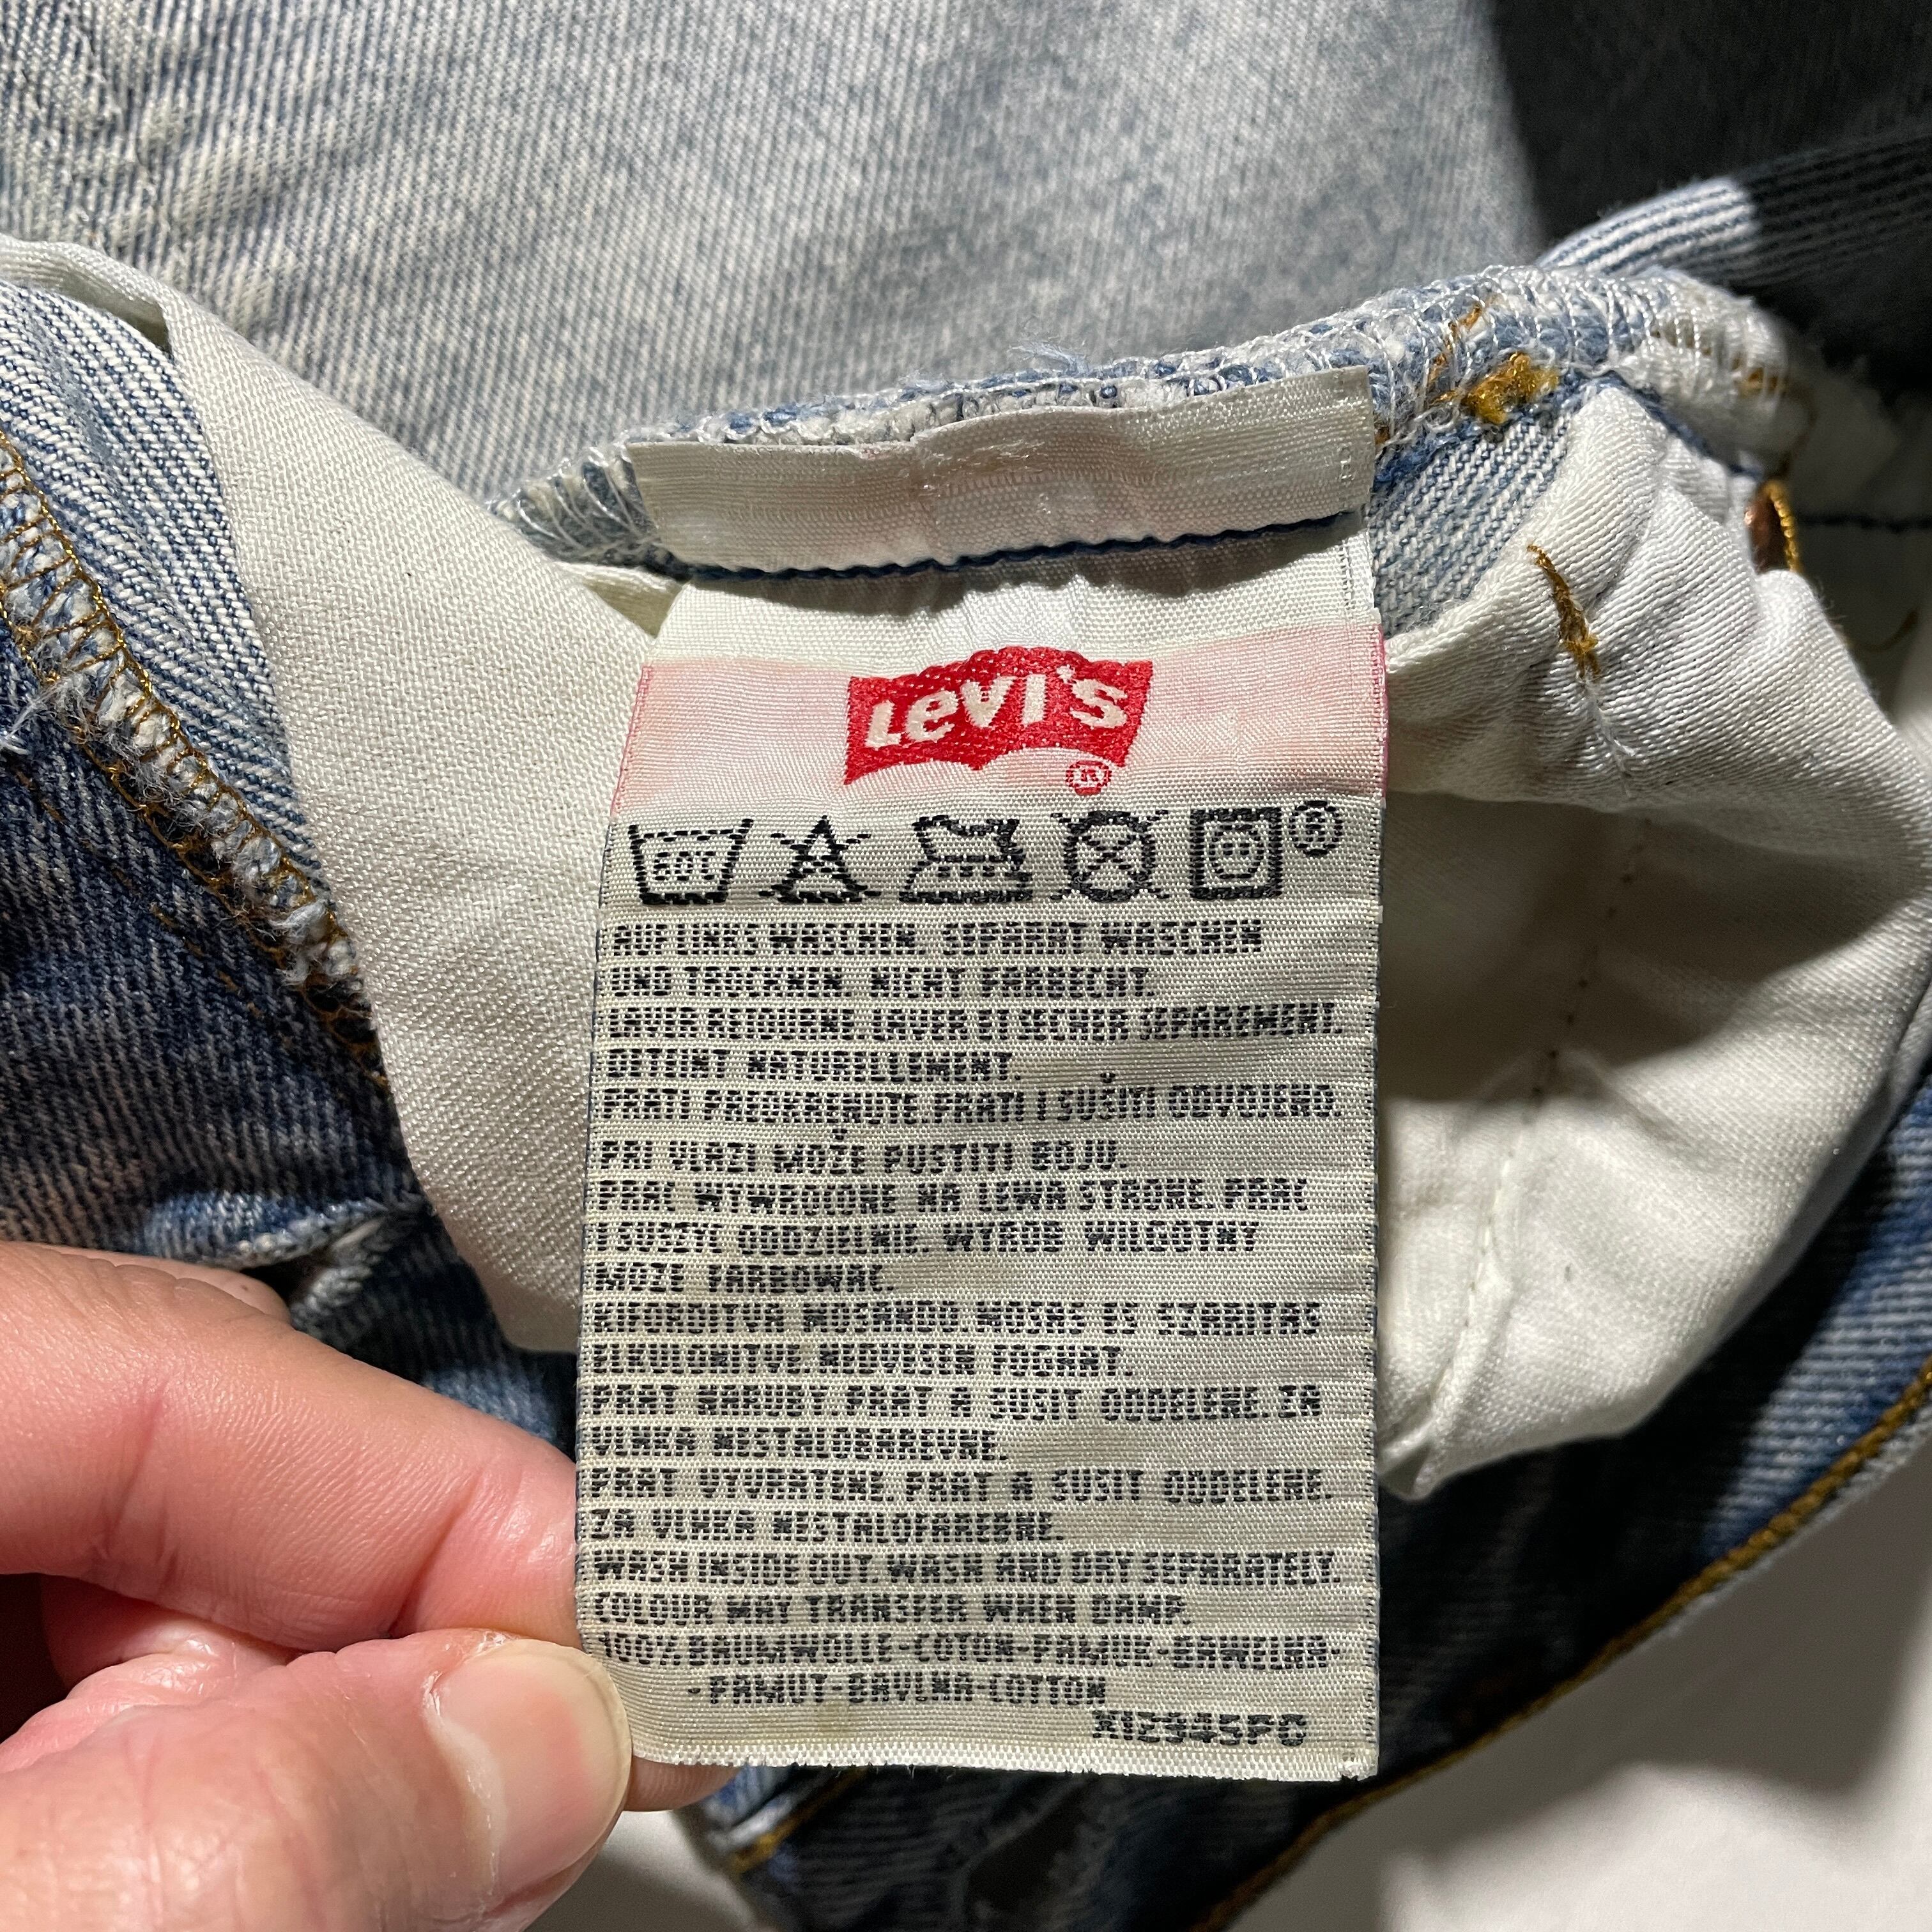 Levi's
®
60°C
®
AUF LINKS WASCHEN. SEPARAT WASCHEN
UND TROCKNEN. NICHT FARBECHT.
LAVER RETOURNE. LAVER ET SECHER SEPAREMENT.
DETEINT NATURELLEMENT.
PRATI PREOKRENUTE.PRATI I SUŠITI ODVOJENO.
PRI VLAZI MOŽE PUSTITI BOJU.
PRAC WYWROCONE NA LEWA STRONE. PRAC
I SUSZYC ODDZIELNIE. WYROB WILGOTNY
MOZE FARBOWAC.
KIFORDITVA MOSANDO MOSAS ES SZARITAS
ELKULONITVE. NEDVESEN FOGHAT.
PRAT NARUBY.PRAT A SUSIT ODDELENE.ZA
VLHKA NESTALOBAREVNE.
PRAT VYVRATENE.PRAT A SUSIT ODDELENE
ZA VLHKA NESTALOFAREBNE.
WASH INSIDE OUT.WASH AND DRY SEPARATELY.
COLOUR MAY TRANSFER WHEN DAMP.
100%BAUMWOLLE-COTON-PAMUK-BAWELNA-
-PAMUT-BAVLNA-COTTON
X12345PO